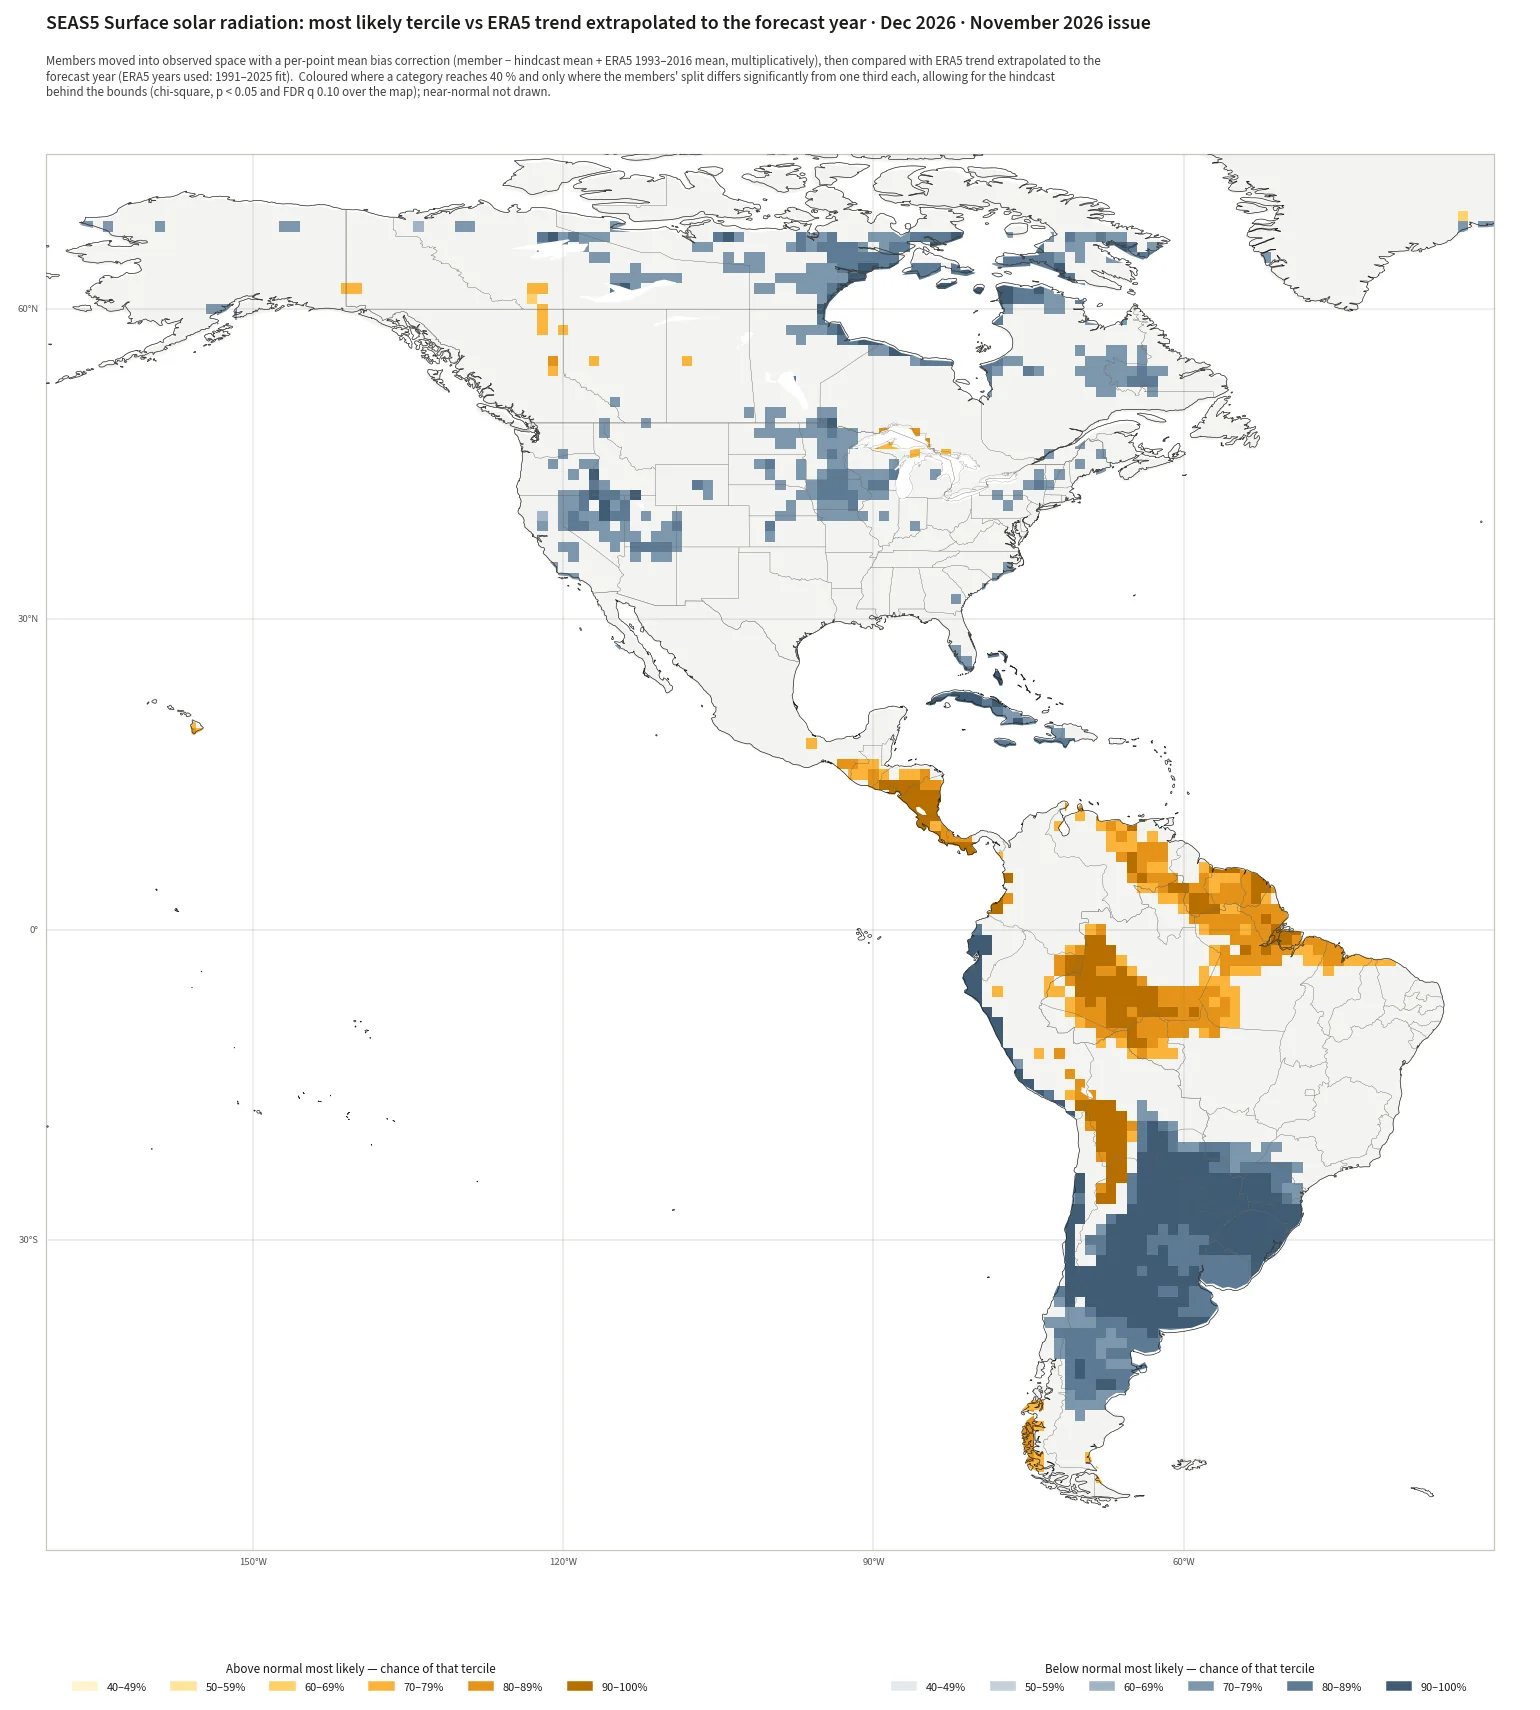 SEAS5 Surface solar radiation: most likely tercile vs ERA5 trend extrapolated to the forecast year · Dec 2026 · November 2026 issue
Members moved into observed space with a per-point mean bias correction (member − hindcast mean + ERA5 1993–2016 mean, multiplicatively), then compared with ERA5 trend extrapolated to the
forecast year (ERA5 years used: 1991–2025 fit). Coloured where a category reaches 40 % and only where the members' split differs significantly from one third each, allowing for the hindcast
behind the bounds (chi-square, p < 0.05 and FDR q 0.10 over the map); near-normal not drawn.
60°N
30°N
0°
30°S
150°W 120°W 90°W 60°W
Above normal most likely — chance of that tercile
40–49% 50–59% 60–69% 70–79% 80–89% 90–100%
Below normal most likely — chance of that tercile
40–49% 50–59% 60–69% 70–79% 80–89% 90–100%